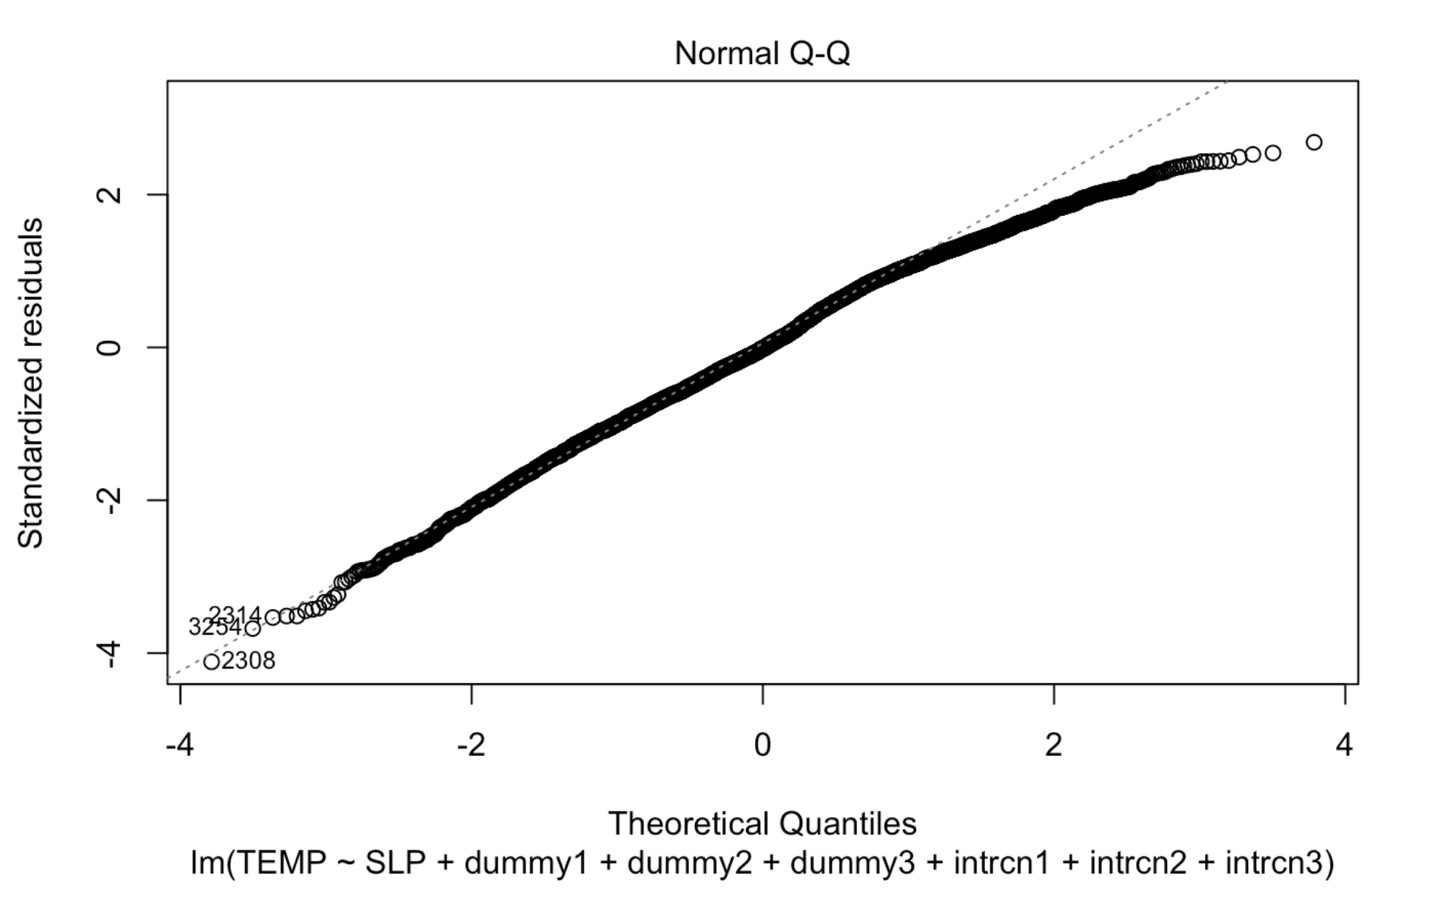 Normal Q-Q
Standardized residuals
2
0
-2
-4
2314
3254
2308
-4 -2 0 2 4
Theoretical Quantiles
lm(TEMP ~ SLP + dummy1 + dummy2 + dummy3 + intrcn1 + intrcn2 + intrcn3)